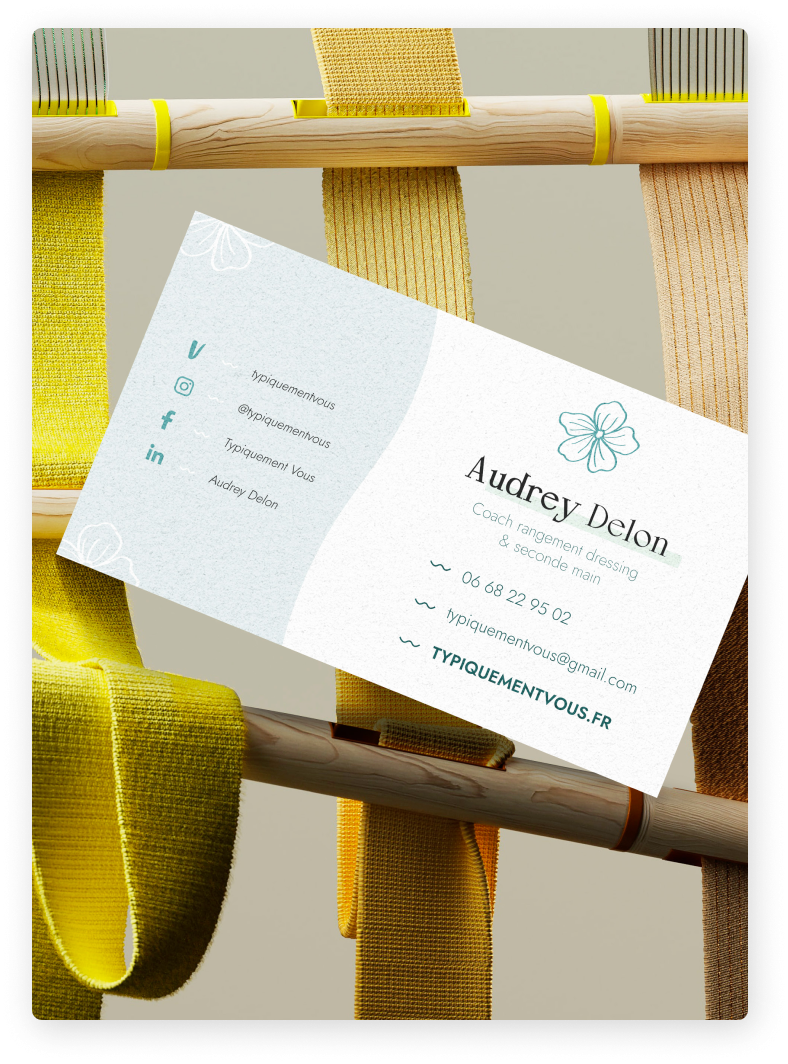 typiquementvous
@typiquementvous
Typiquement Vous
Audrey Delon
Audrey Delon
Coach rangement dressing
& seconde main
06 68 22 95 02
typiquementvous@gmail.com
TYPIQUEMENTVOUS.FR